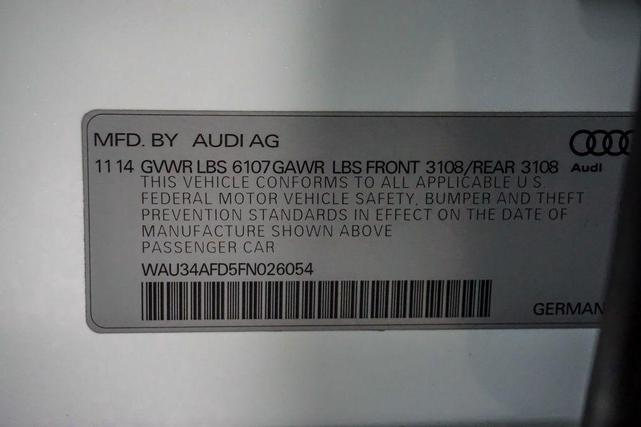 MFD. BY AUDI AG
11 14 GVWR LBS 6107 GAWR LBS FRONT 3108/REAR 3108 Audi
THIS VEHICLE CONFORMS TO ALL APPLICABLE U S
FEDERAL MOTOR VEHICLE SAFETY, BUMPER AND THEFT
PREVENTION STANDARDS IN EFFECT ON THE DATE OF
MANUFACTURE SHOWN ABOVE
PASSENGER CAR
WAU34AFD5FN026054
GERMAN